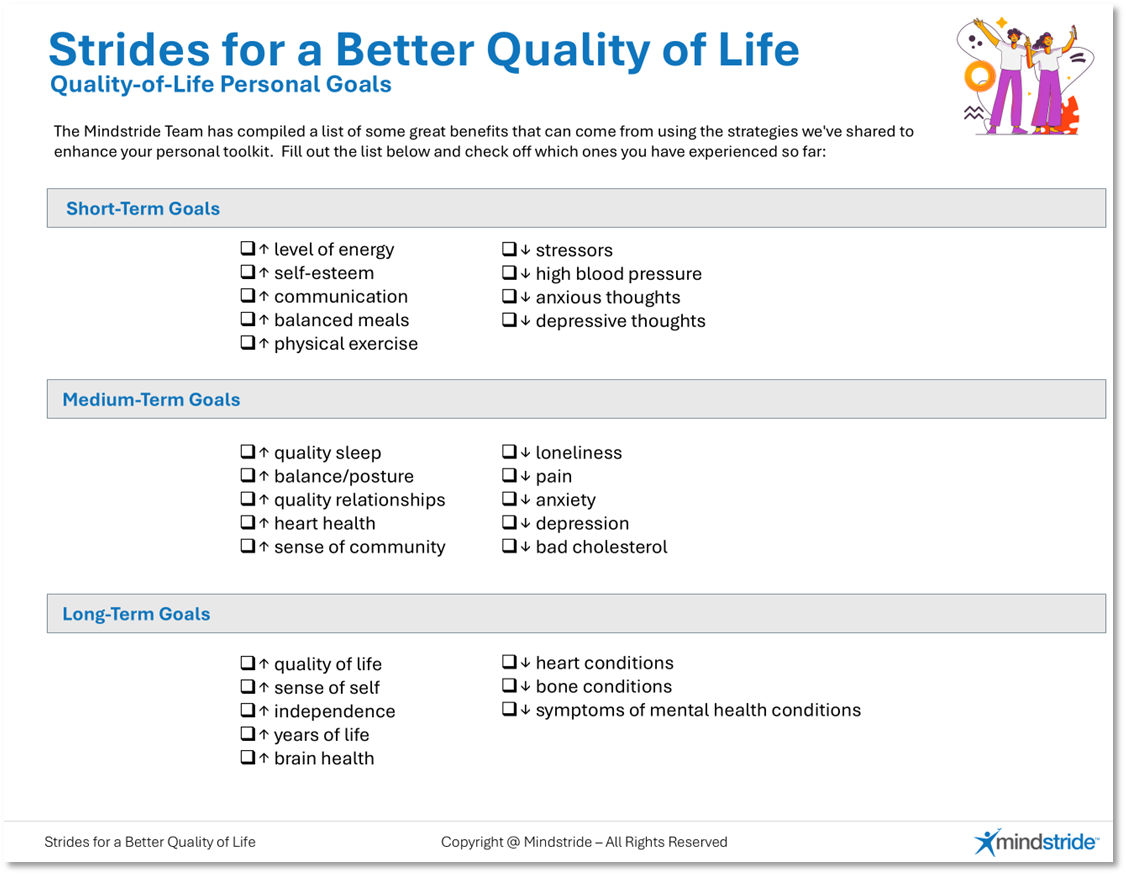 Strides for a Better Quality of Life
Quality-of-Life Personal Goals
The Mindstride Team has compiled a list of some great benefits that can come from using the strategies we've shared to
enhance your personal toolkit.  Fill out the list below and check off which ones you have experienced so far:
Short-Term Goals
❑ ↑ level of energy
❑ ↑ self-esteem
❑ ↑ communication
❑ ↑ balanced meals
❑ ↑ physical exercise
❑ ↓ stressors
❑ ↓ high blood pressure
❑ ↓ anxious thoughts
❑ ↓ depressive thoughts
Medium-Term Goals
❑ ↑ quality sleep
❑ ↑ balance/posture
❑ ↑ quality relationships
❑ ↑ heart health
❑ ↑ sense of community
❑ ↓ loneliness
❑ ↓ pain
❑ ↓ anxiety
❑ ↓ depression
❑ ↓ bad cholesterol
Long-Term Goals
❑ ↑ quality of life
❑ ↑ sense of self
❑ ↑ independence
❑ ↑ years of life
❑ ↑ brain health
❑ ↓ heart conditions
❑ ↓ bone conditions
❑ ↓ symptoms of mental health conditions
Strides for a Better Quality of Life
Copyright @ Mindstride – All Rights Reserved
mindstride™